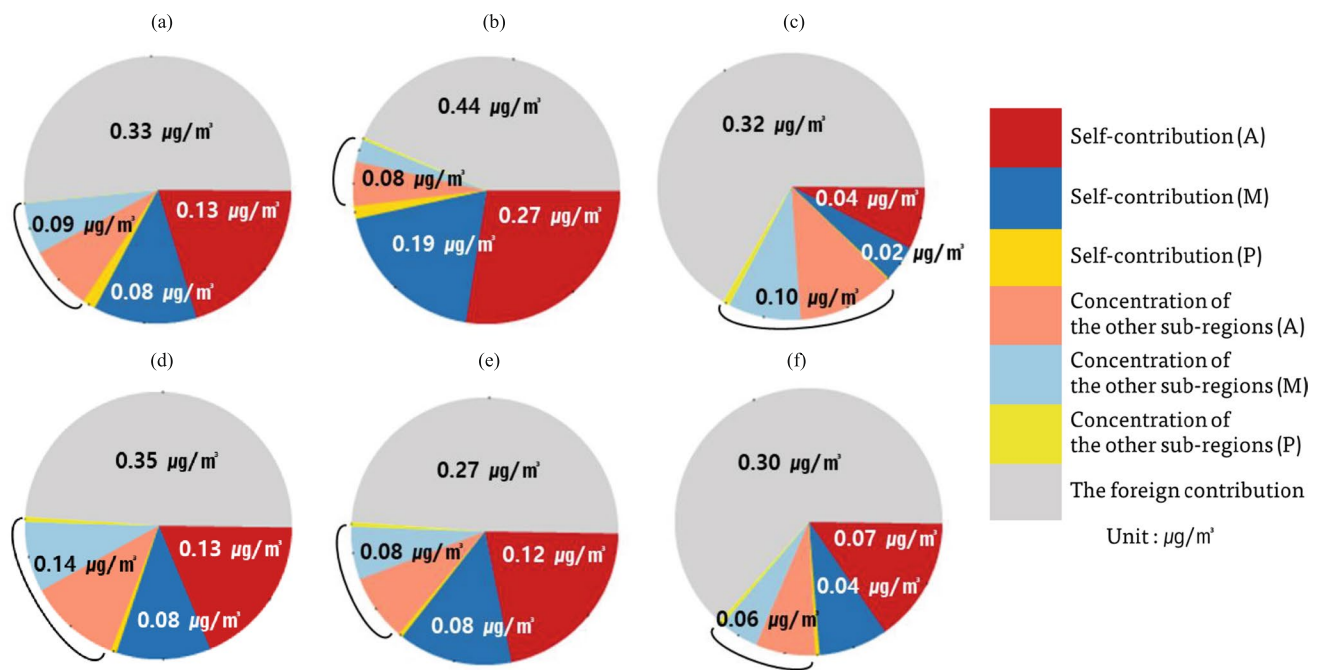 (a)
(b)
(c)
0.33 µg/m³
0.09 µg/m³
0.13 µg/m³
0.08 µg/m³
0.44 µg/m³
0.08 µg/m³
0.27 µg/m³
0.19 µg/m³
0.32 µg/m³
0.04 µg/m³
0.02 µg/m³
0.10 µg/m³
(d)
(e)
(f)
0.35 µg/m³
0.13 µg/m³
0.14 µg/m³
0.08 µg/m³
0.27 µg/m³
0.12 µg/m³
0.08 µg/m³
0.08 µg/m³
0.30 µg/m³
0.07 µg/m³
0.04 µg/m³
0.06 µg/m³
Self-contribution (A)
Self-contribution (M)
Self-contribution (P)
Concentration of
the other sub-regions (A)
Concentration of
the other sub-regions (M)
Concentration of
the other sub-regions (P)
The foreign contribution
Unit : µg/m³